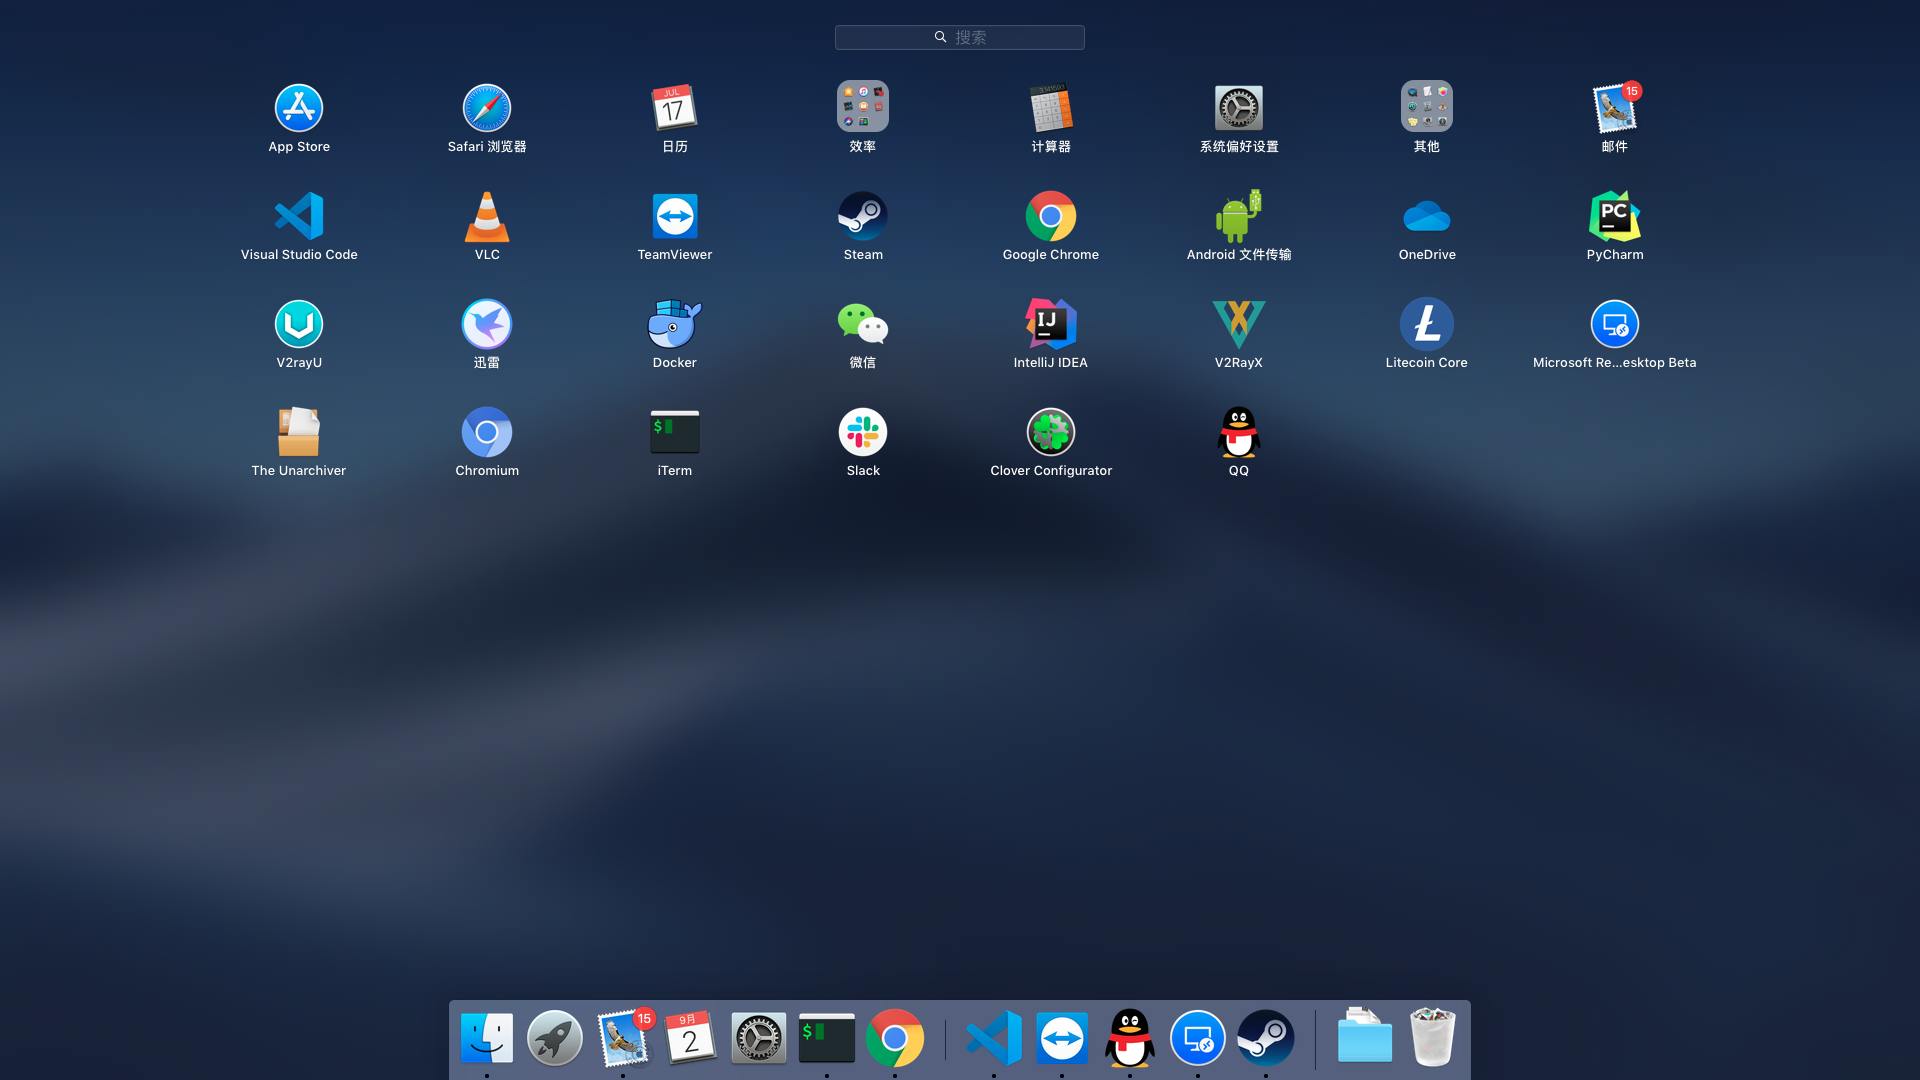 搜索
App Store
Safari 浏览器
JUL
17
日历
效率
计算器
系统偏好设置
其他
15
邮件
Visual Studio Code
VLC
TeamViewer
Steam
Google Chrome
Android 文件传输
OneDrive
PC
PyCharm
V2rayU
迅雷
Docker
微信
IJ
IntelliJ IDEA
V2RayX
Litecoin Core
Microsoft Re...esktop Beta
The Unarchiver
Chromium
$
iTerm
Slack
Clover Configurator
QQ
15
9月
2
$